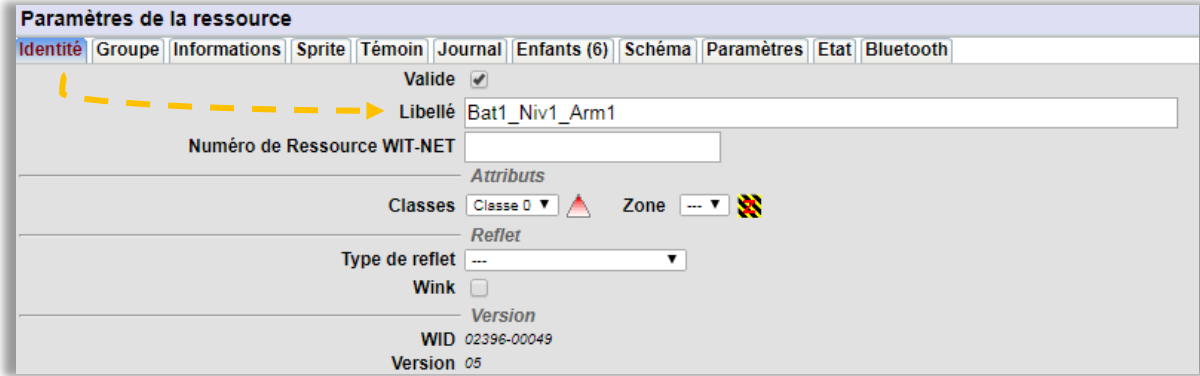 Paramètres de la ressource
Identité Groupe Informations Sprite Témoin Journal Enfants (6) Schéma Paramètres Etat Bluetooth
Valide
Libellé Bat1_Niv1_Arm1
Numéro de Ressource WIT-NET
Attributs
Classes Classe 0 Zone ---
Reflet
Type de reflet ---
Wink
Version
WID 02396-00049
Version 05